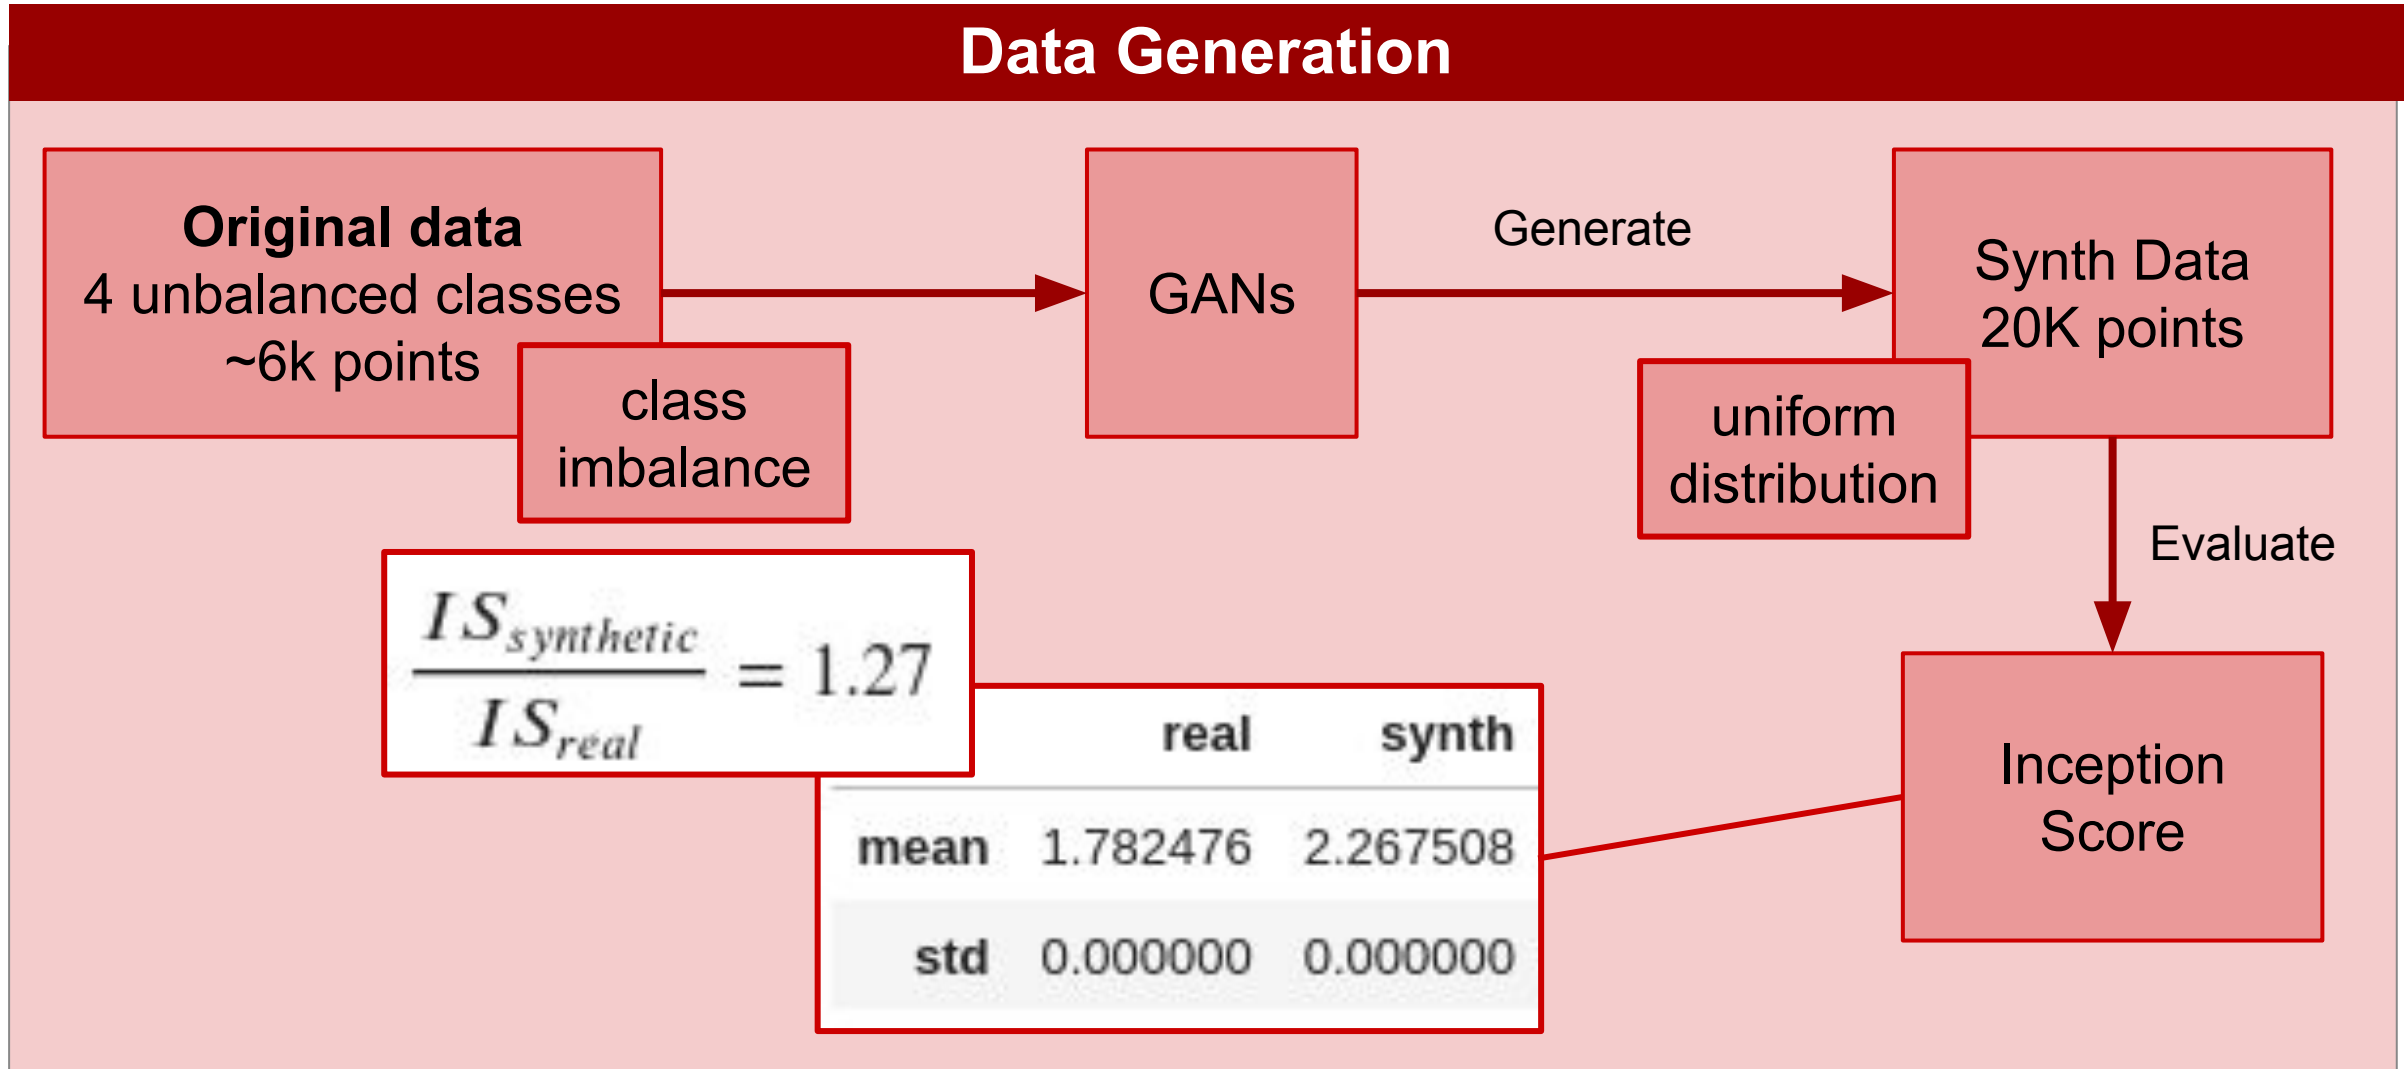 Data Generation
Original data
4 unbalanced classes
~6k points
class
imbalance
GANs
Generate
Synth Data
20K points
uniform
distribution
Evaluate
Inception
Score
IS_synthetic / IS_real = 1.27
real synth
mean 1.782476 2.267508
std 0.000000 0.000000